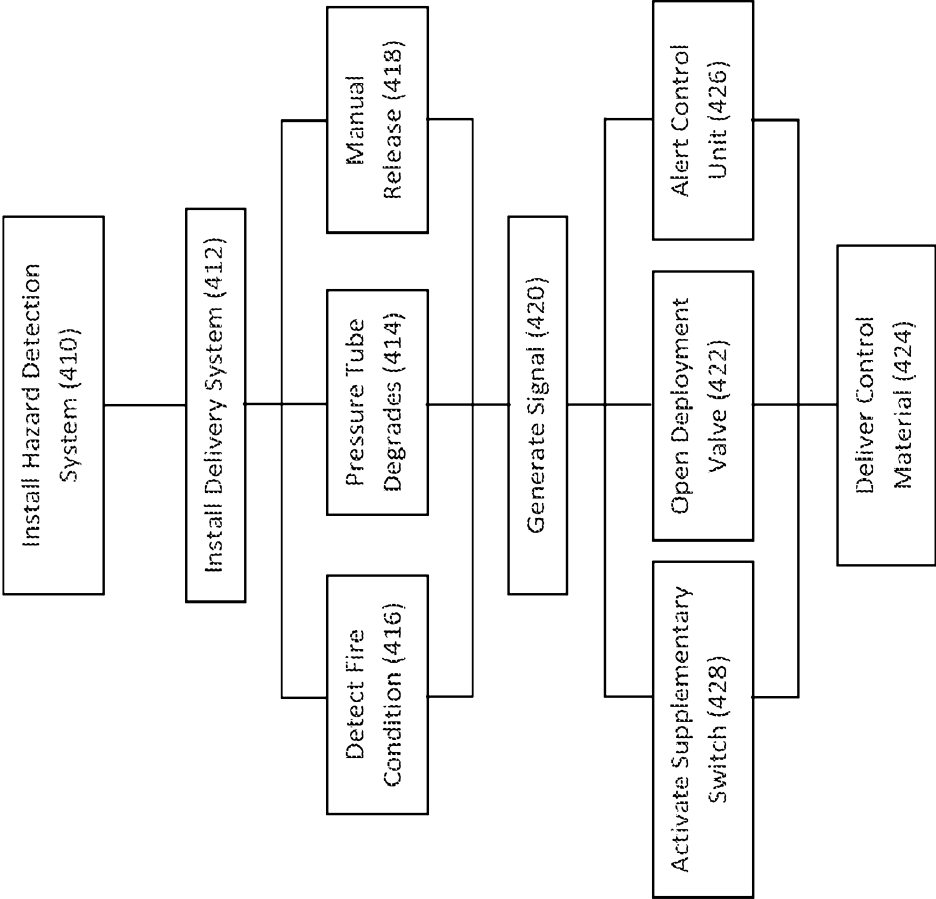 Install Hazard Detection
System (410)
Install Delivery System (412)
Detect Fire
Condition (416)
Pressure Tube
Degrades (414)
Manual
Release (418)
Generate Signal (420)
Activate Supplementary
Switch (428)
Open Deployment
Valve (422)
Alert Control
Unit (426)
Deliver Control
Material (424)